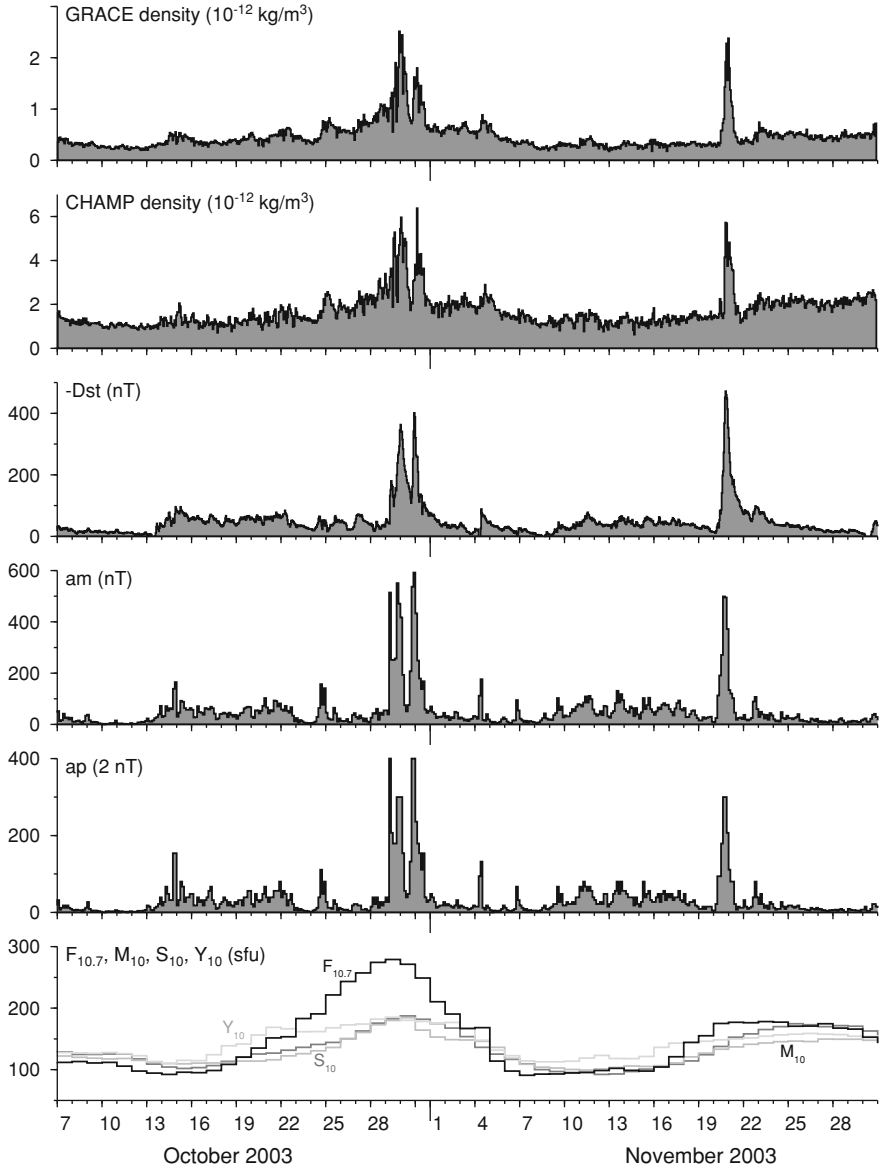 GRACE density (10⁻¹² kg/m³)
2
1
0
CHAMP density (10⁻¹² kg/m³)
6
4
2
0
-Dst (nT)
400
200
0
am (nT)
600
400
200
0
ap (2 nT)
400
200
0
F₁₀.₇, M₁₀, S₁₀, Y₁₀ (sfu)
300
200
100
F₁₀.₇
Y₁₀
S₁₀
M₁₀
7 10 13 16 19 22 25 28 1 4 7 10 13 16 19 22 25 28
October 2003 November 2003